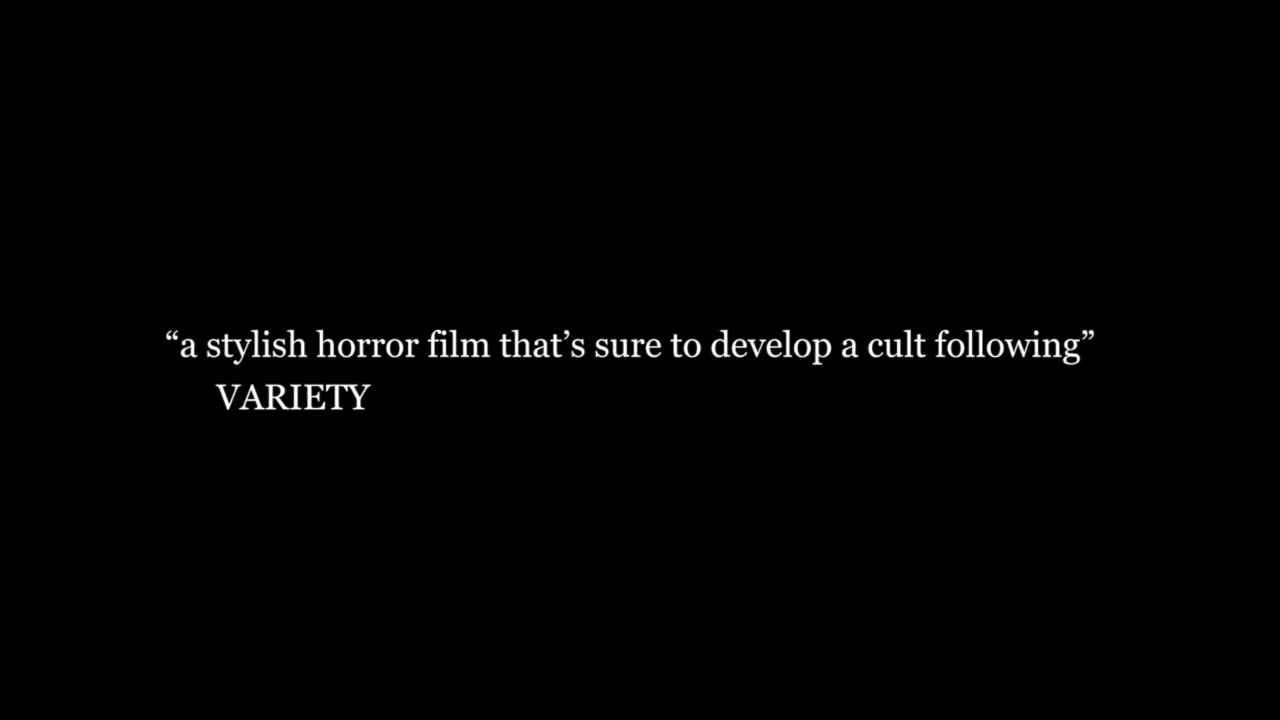 “a stylish horror film that’s sure to develop a cult following”
VARIETY